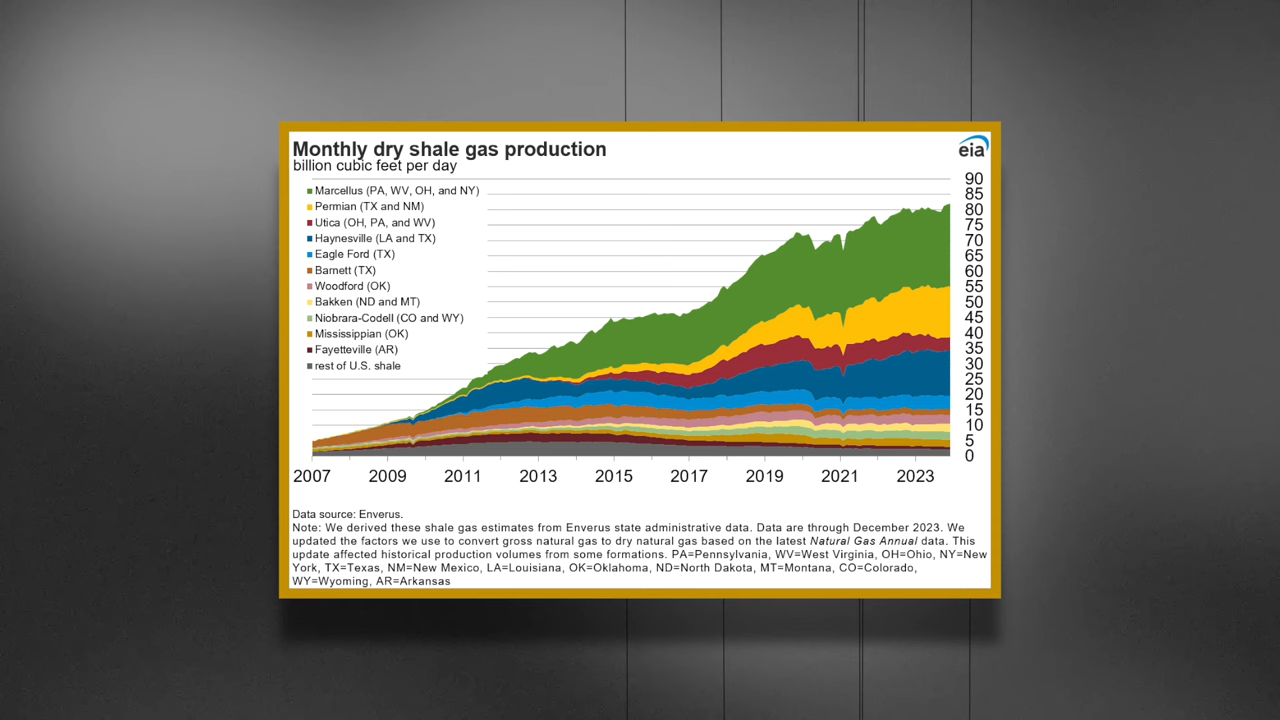 Monthly dry shale gas production
billion cubic feet per day
eia
Marcellus (PA, WV, OH, and NY)
Permian (TX and NM)
Utica (OH, PA, and WV)
Haynesville (LA and TX)
Eagle Ford (TX)
Barnett (TX)
Woodford (OK)
Bakken (ND and MT)
Niobrara-Codell (CO and WY)
Mississippian (OK)
Fayetteville (AR)
rest of U.S. shale
90
85
80
75
70
65
60
55
50
45
40
35
30
25
20
15
10
5
0
2007 2009 2011 2013 2015 2017 2019 2021 2023
Data source: Enverus.
Note: We derived these shale gas estimates from Enverus state administrative data. Data are through December 2023. We
updated the factors we use to convert gross natural gas to dry natural gas based on the latest Natural Gas Annual data. This
update affected historical production volumes from some formations. PA=Pennsylvania, WV=West Virginia, OH=Ohio, NY=New
York, TX=Texas, NM=New Mexico, LA=Louisiana, OK=Oklahoma, ND=North Dakota, MT=Montana, CO=Colorado,
WY=Wyoming, AR=Arkansas